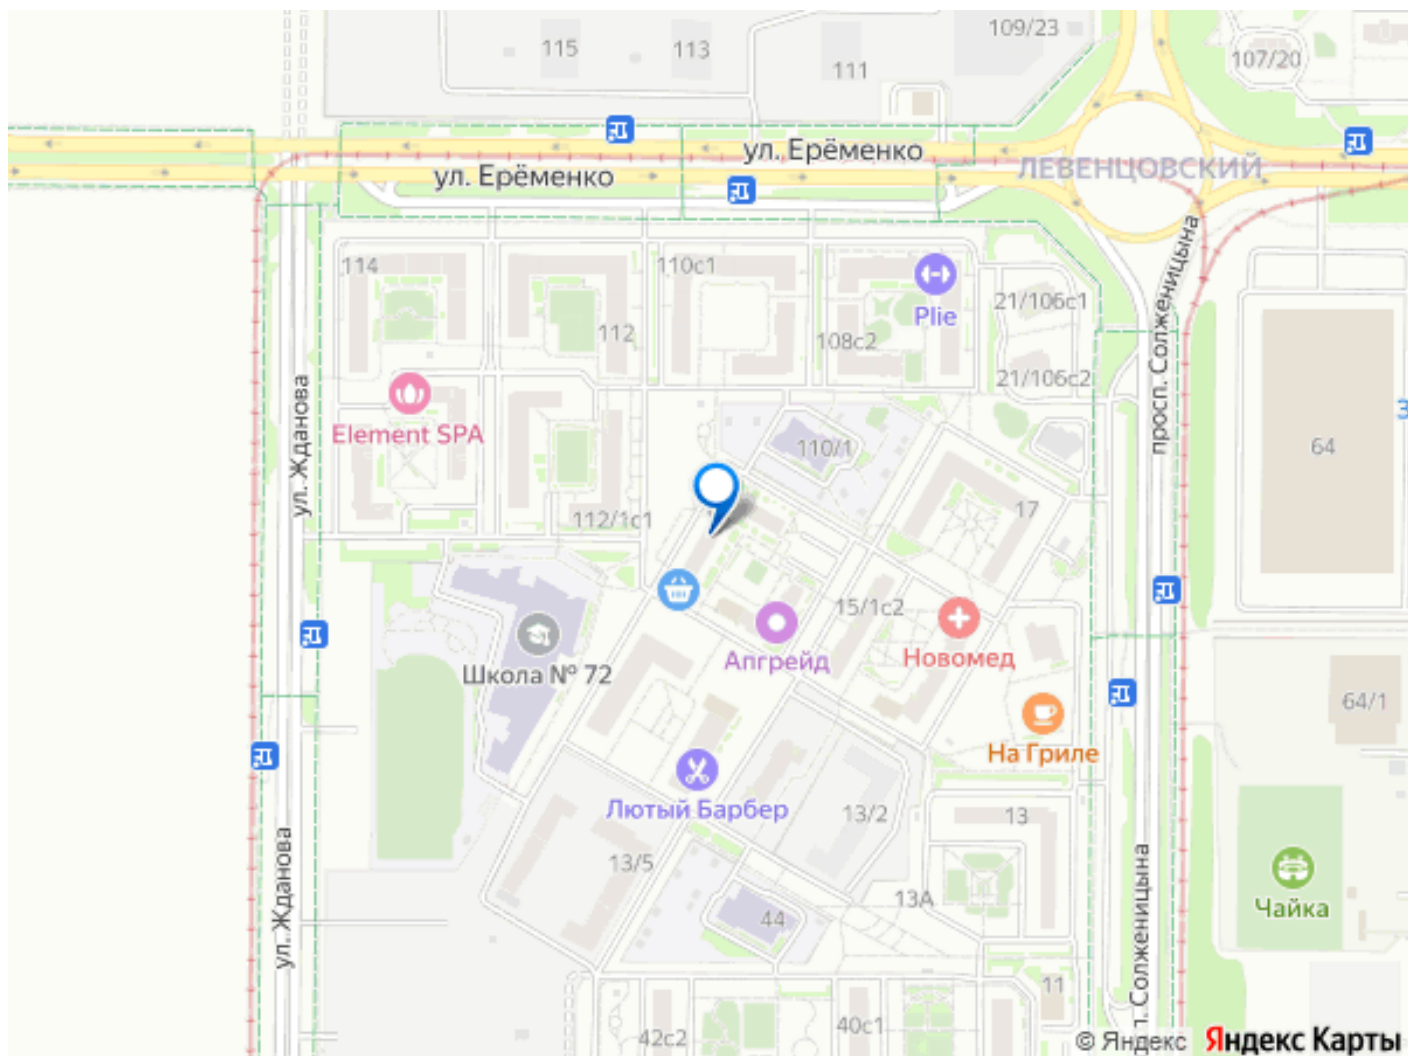 109/23
115
113
111
107/20
ул. Ерёменко
ЛЕВЕНЦОВСКИЙ
ул. Ерёменко
просп. Солженицына
114
110с1
Plie
21/106с1
112
108с2
21/106с2
ул. Жданова
Element SPA
З
110/1
64
17
112/1с1
15/1с2
Апгрейд
Новомед
Школа № 72
64/1
На Гриле
Лютый Барбер
13/2
13
13/5
ул. Жданова
13А
Чайка
44
п. Солженицына
11
42с2
40с1
© Яндекс Яндекс Карты